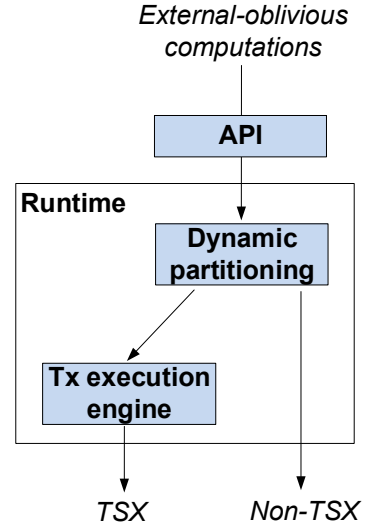 External-oblivious
computations
API
Runtime
Dynamic
partitioning
Tx execution
engine
TSX
Non-TSX